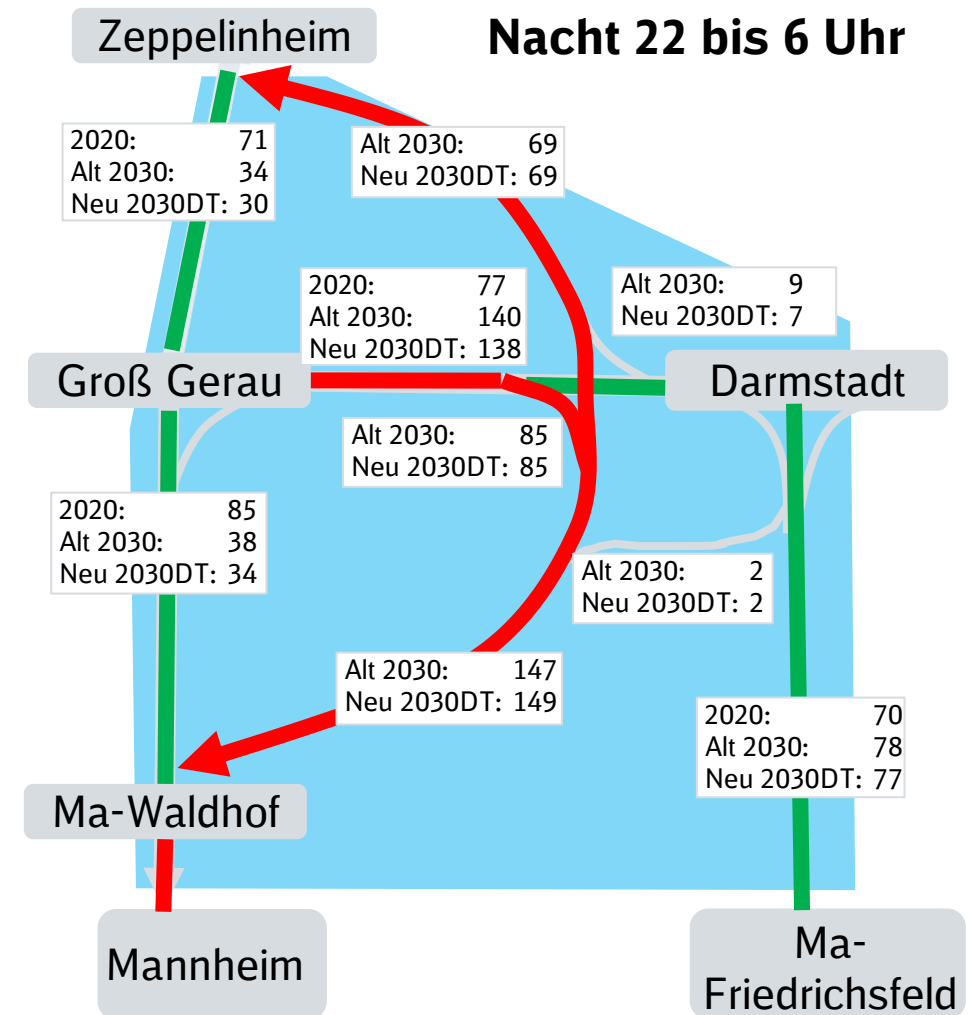 Zeppelinheim
Nacht 22 bis 6 Uhr
2020: 71
Alt 2030: 34
Neu 2030DT: 30
Alt 2030: 69
Neu 2030DT: 69
2020: 77
Alt 2030: 140
Neu 2030DT: 138
Alt 2030: 9
Neu 2030DT: 7
Groß Gerau
Darmstadt
Alt 2030: 85
Neu 2030DT: 85
2020: 85
Alt 2030: 38
Neu 2030DT: 34
Alt 2030: 2
Neu 2030DT: 2
Alt 2030: 147
Neu 2030DT: 149
2020: 70
Alt 2030: 78
Neu 2030DT: 77
Ma-Waldhof
Mannheim
Ma-
Friedrichsfeld